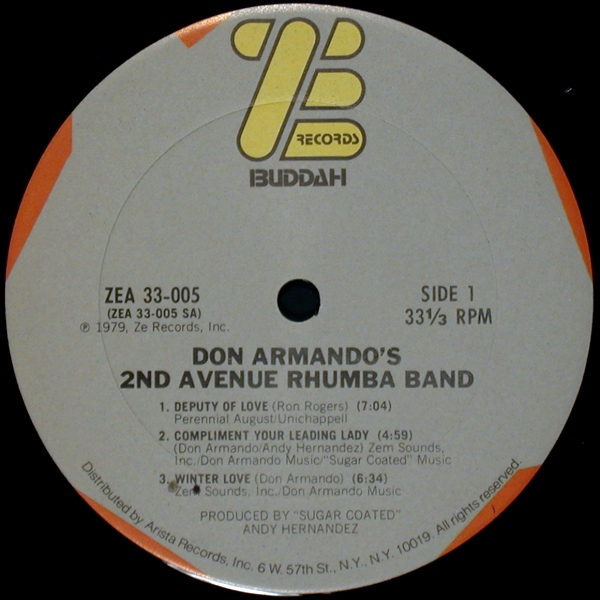 ZE
RECORDS
BUDDAH
ZEA 33-005
(ZEA 33-005 SA)
℗ 1979, Ze Records, Inc.
SIDE 1
33⅓ RPM
DON ARMANDO'S
2ND AVENUE RHUMBA BAND
1. DEPUTY OF LOVE (Ron Rogers) (7:04)
Perennial August/Unichappell
2. COMPLIMENT YOUR LEADING LADY (4:59)
(Don Armando/Andy Hernandez) Zem Sounds,
Inc./Don Armando Music/"Sugar Coated" Music
3. WINTER LOVE (Don Armando) (6:34)
Zem Sounds, Inc./Don Armando Music
PRODUCED BY "SUGAR COATED"
ANDY HERNANDEZ
Distributed by Arista Records, Inc. 6 W. 57th St., N.Y., N.Y. 10019. All rights reserved.